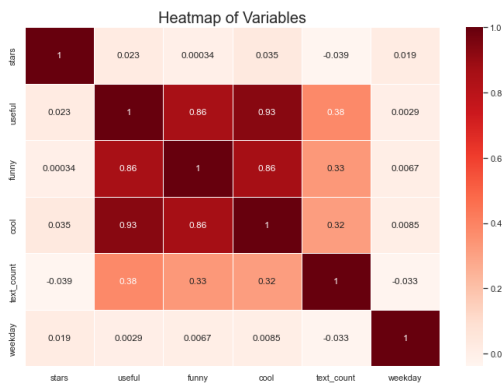 Heatmap of Variables
stars 1 0.023 0.00034 0.035 -0.039 0.019
useful 0.023 1 0.86 0.93 0.38 0.0029
funny 0.00034 0.86 1 0.86 0.33 0.0067
cool 0.035 0.93 0.86 1 0.32 0.0085
text_count -0.039 0.38 0.33 0.32 1 -0.033
weekday 0.019 0.0029 0.0067 0.0085 -0.033 1
stars useful funny cool text_count weekday
1.0
0.8
0.6
0.4
0.2
0.0